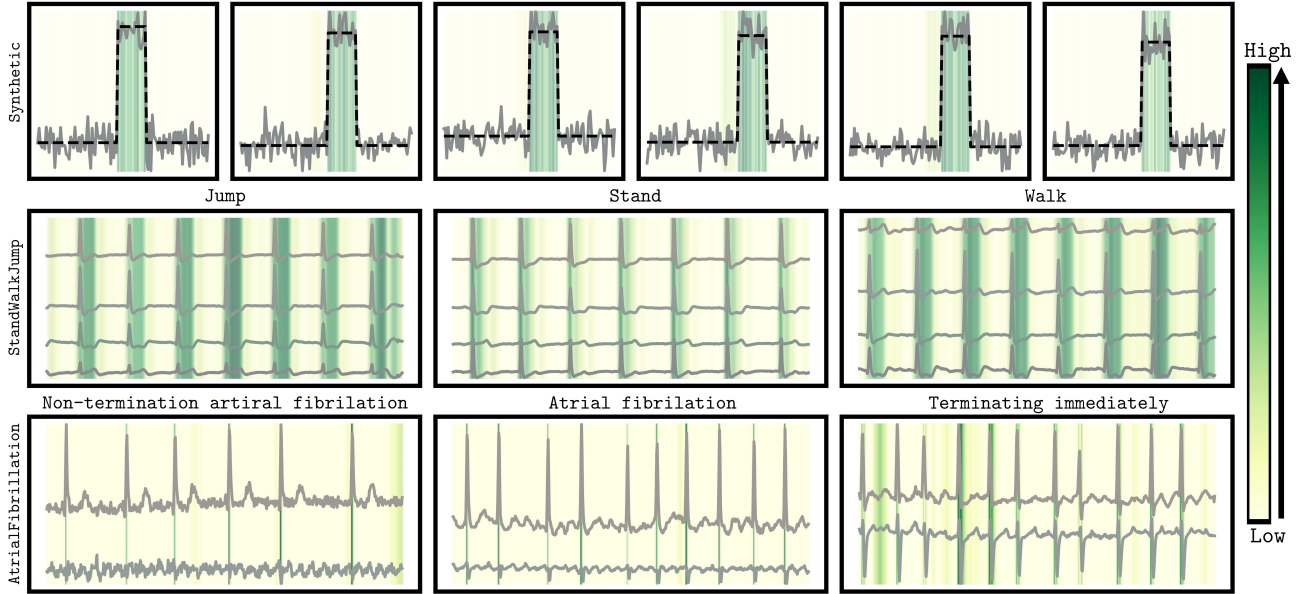 Synthetic
High
Jump
Stand
Walk
StandWalkJump
Non-termination artiral fibrilation
Atrial fibrilation
Terminating immediately
AtrialFibrillation
Low